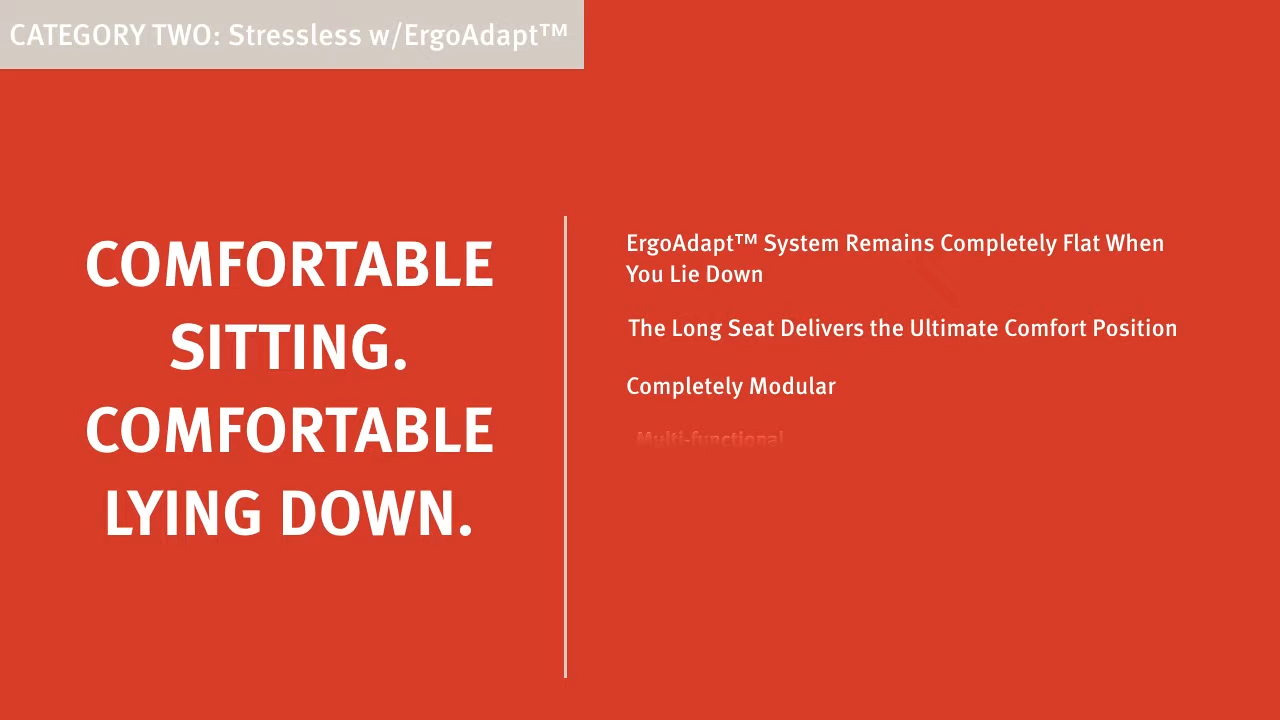 CATEGORY TWO: Stressless w/ErgoAdapt™
COMFORTABLE
SITTING.
COMFORTABLE
LYING DOWN.
ErgoAdapt™ System Remains Completely Flat When
You Lie Down
The Long Seat Delivers the Ultimate Comfort Position
Completely Modular
Multi-functional